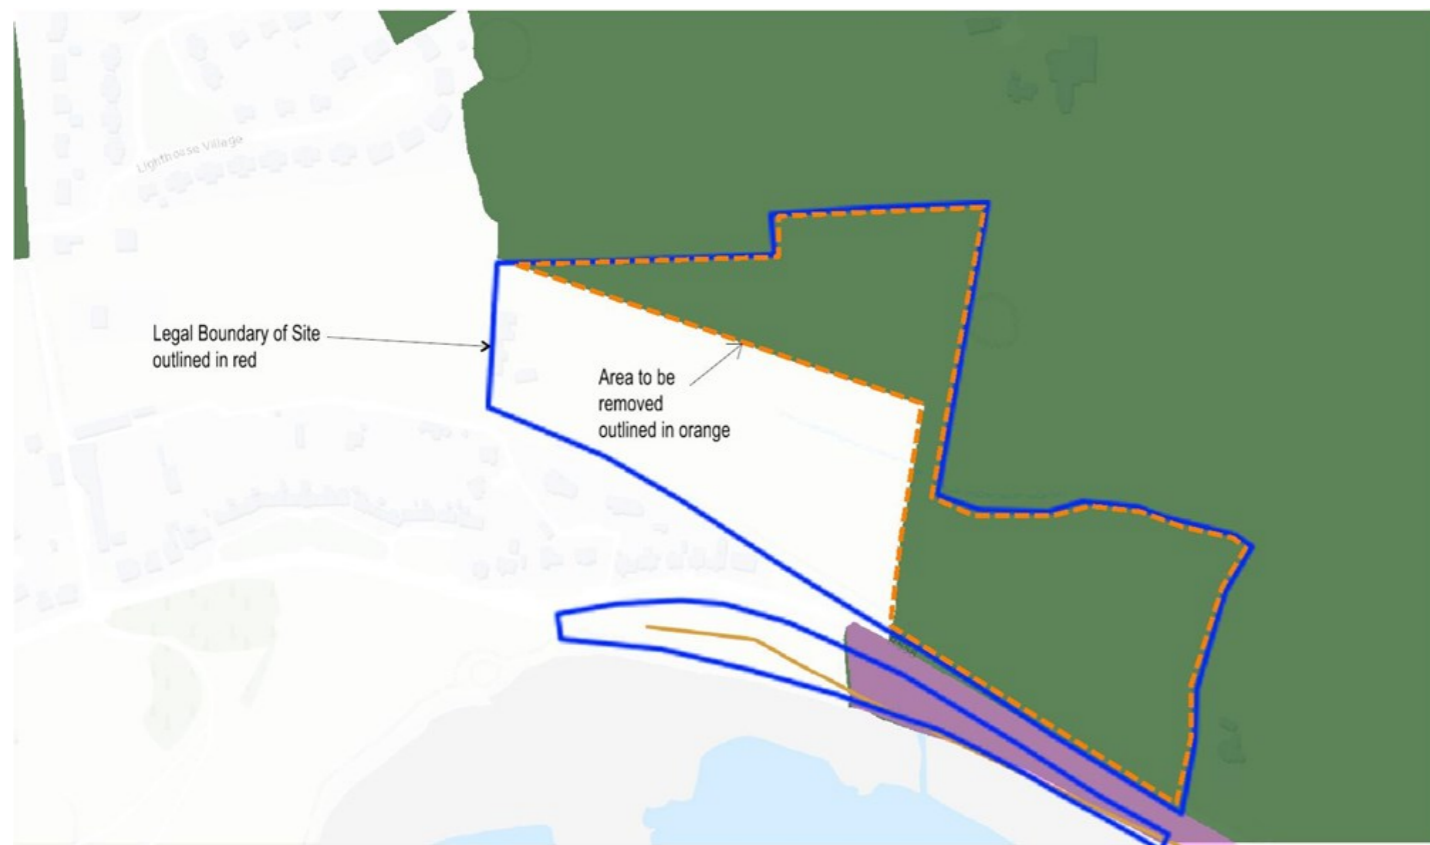 Lighthouse Village
Legal Boundary of Site
outlined in red
Area to be
removed
outlined in orange